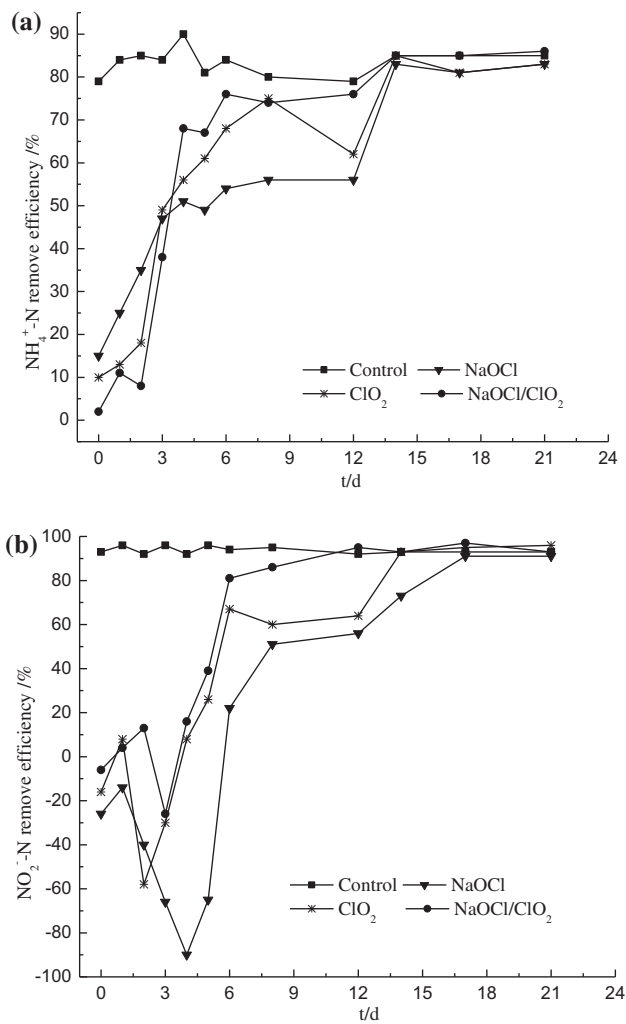 (a)
NH₄⁺-N remove efficiency /%
90
80
70
60
50
40
30
20
10
0
Control NaOCl
ClO₂ NaOCl/ClO₂
0 3 6 9 12 15 18 21 24
t/d
(b)
NO₂⁻-N remove efficiency /%
100
80
60
40
20
0
-20
-40
-60
-80
-100
Control NaOCl
ClO₂ NaOCl/ClO₂
0 3 6 9 12 15 18 21 24
t/d